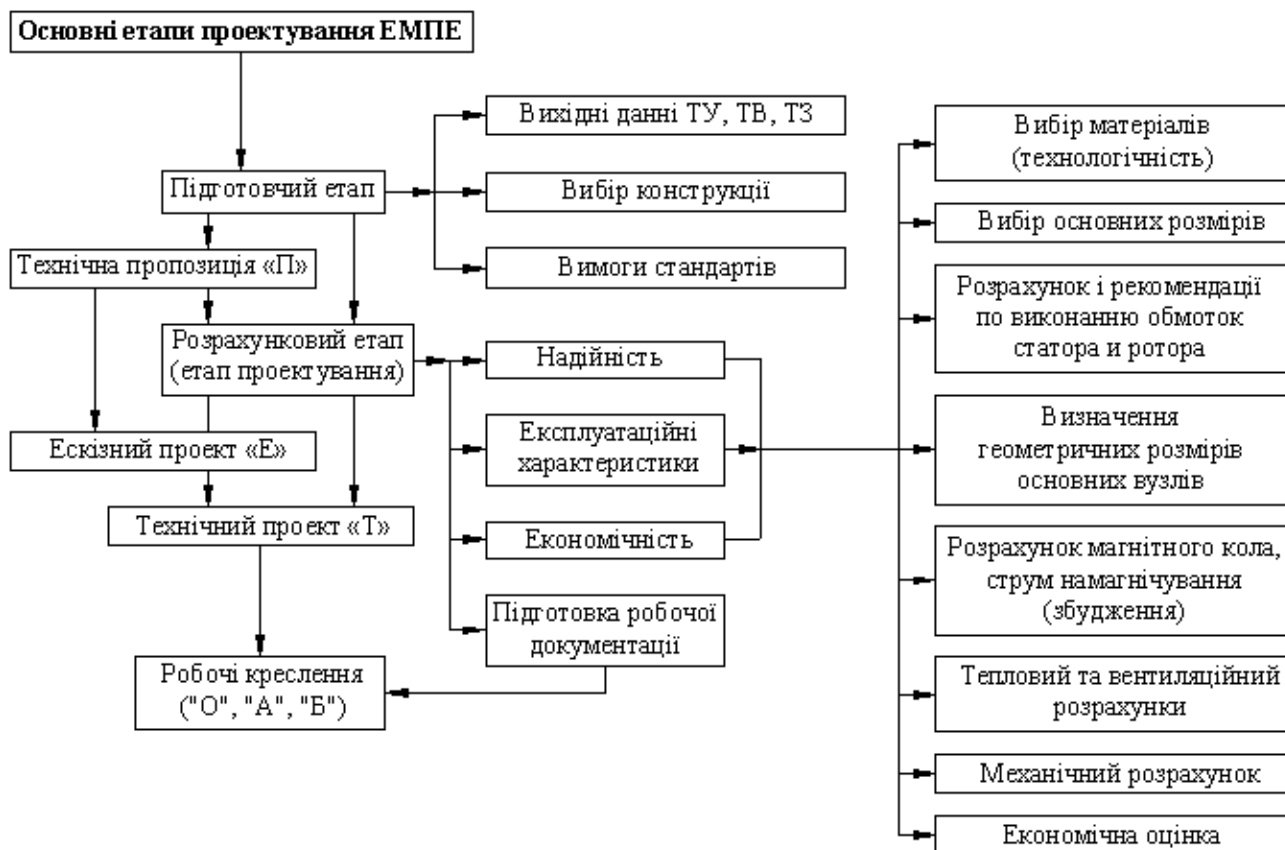 Основні етапи проектування ЕМПЕ
Підготовчий етап
Технічна пропозиція «П»
Розрахунковий етап
(етап проектування)
Ескізний проект «Е»
Технічний проект «Т»
Робочі креслення
("О", "А", "Б")
Вихідні данні ТУ, ТВ, ТЗ
Вибір конструкції
Вимоги стандартів
Надійність
Експлуатаційні
характеристики
Економічність
Підготовка робочої
документації
Вибір матеріалів
(технологічність)
Вибір основних розмірів
Розрахунок і рекомендації
по виконанню обмоток
статора и ротора
Визначення
геометричних розмірів
основних вузлів
Розрахунок магнітного кола,
струм намагнічування
(збудження)
Тепловий та вентиляційний
розрахунки
Механічний розрахунок
Економічна оцінка